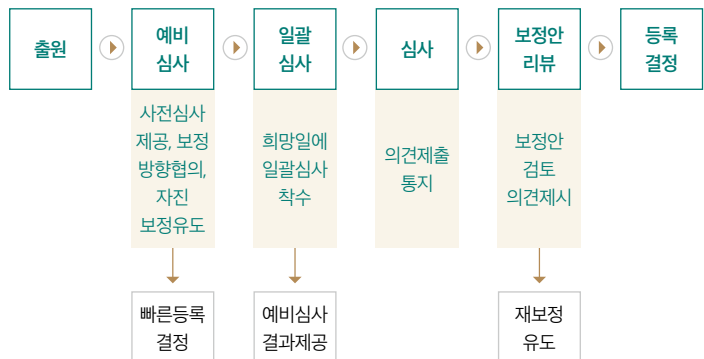 출원
예비
심사
일괄
심사
심사
보정안
리뷰
등록
결정
사전심사
제공, 보정
방향협의,
자진
보정유도
희망일에
일괄심사
착수
의견제출
통지
보정안
검토
의견제시
빠른등록
결정
예비심사
결과제공
재보정
유도